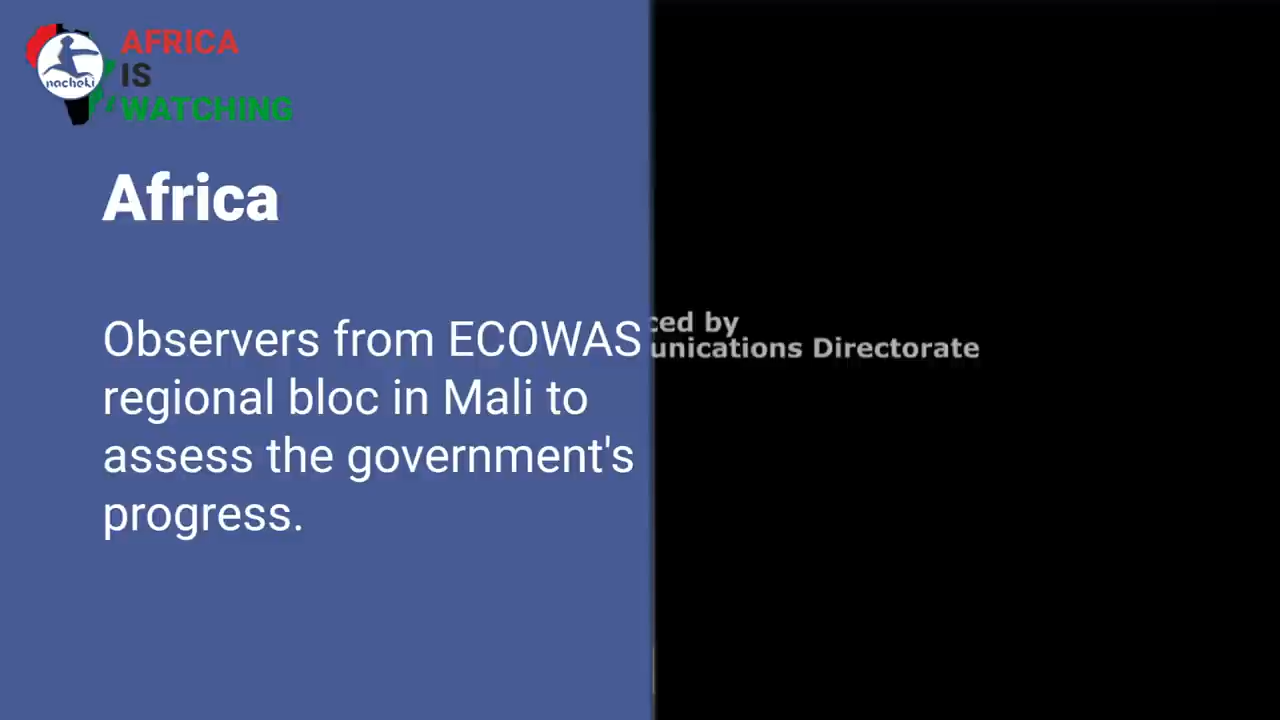 AFRICA
IS
WATCHING
nacheki
Africa
Observers from ECOWAS
regional bloc in Mali to
assess the government's
progress.
ced by
unications Directorate